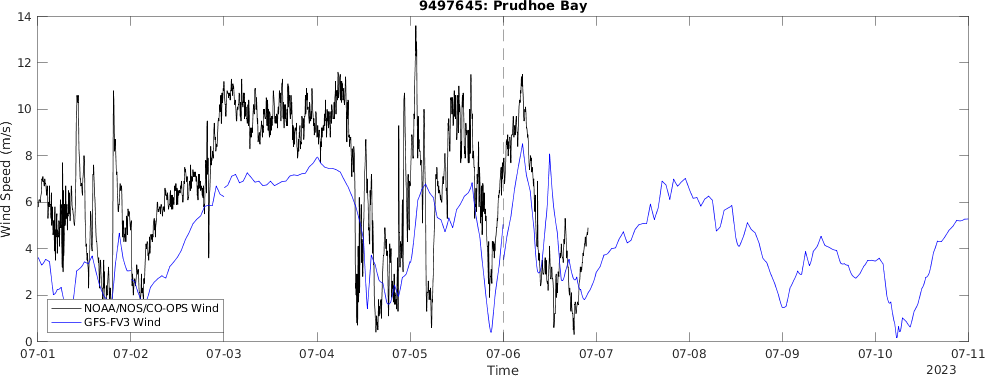 9497645: Prudhoe Bay
Wind Speed (m/s)
14
12
10
8
6
4
2
0
NOAA/NOS/CO-OPS Wind
GFS-FV3 Wind
07-01 07-02 07-03 07-04 07-05 07-06 07-07 07-08 07-09 07-10 07-11
Time
2023